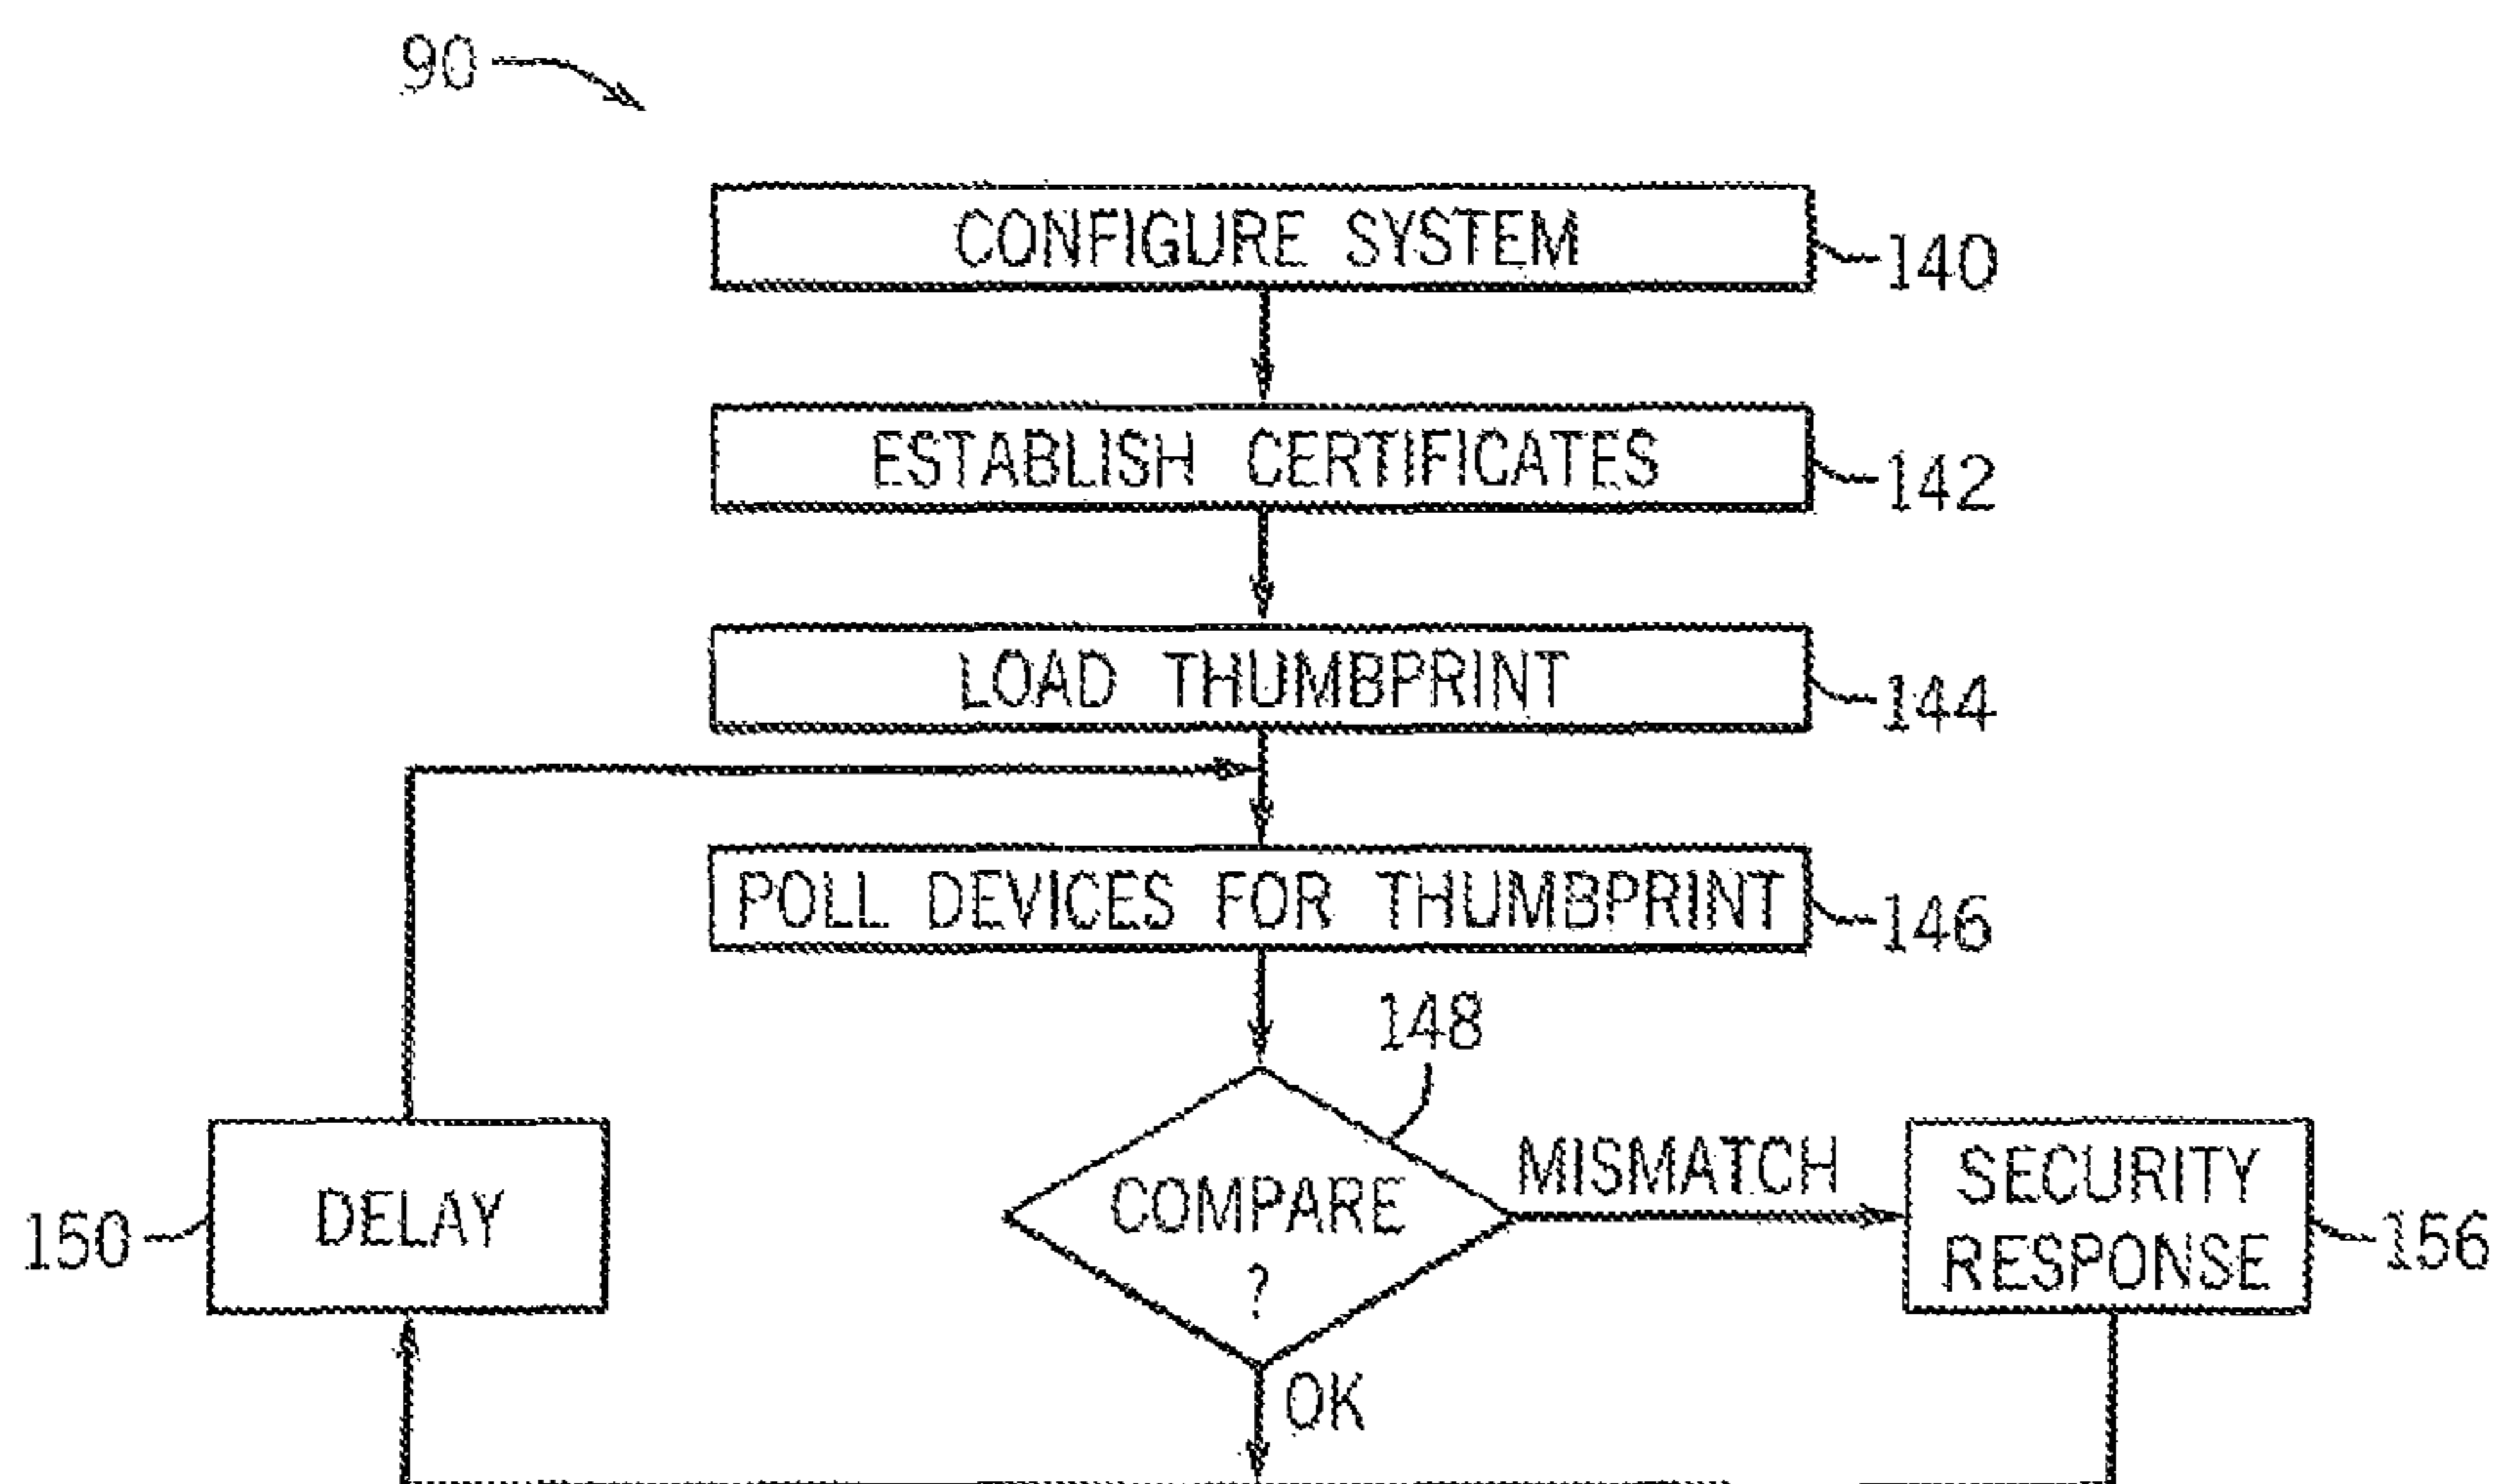 90
CONFIGURE SYSTEM
140
ESTABLISH CERTIFICATES
142
LOAD THUMBPRINT
144
POLL DEVICES FOR THUMBPRINT
146
148
150
DELAY
COMPARE
?
MISMATCH
SECURITY
RESPONSE
156
OK